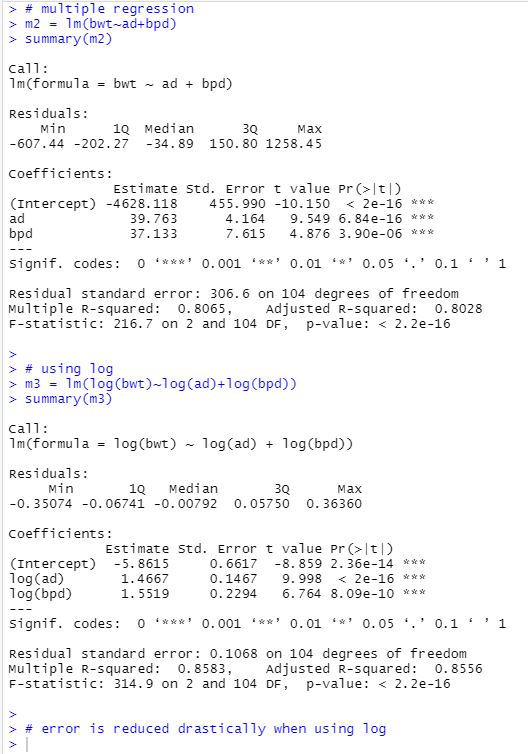 > # multiple regression
> m2 = lm(bwt~ad+bpd)
> summary(m2)
Call:
lm(formula = bwt ~ ad + bpd)
Residuals:
    Min      1Q  Median      3Q     Max
-607.44 -202.27  -34.89  150.80 1258.45
Coefficients:
             Estimate Std. Error t value Pr(>|t|)
(Intercept) -4628.118    455.990 -10.150  < 2e-16 ***
ad             39.763      4.164   9.549 6.84e-16 ***
bpd            37.133      7.615   4.876 3.90e-06 ***
---
Signif. codes:  0 ‘***’ 0.001 ‘**’ 0.01 ‘*’ 0.05 ‘.’ 0.1 ‘ ’ 1
Residual standard error: 306.6 on 104 degrees of freedom
Multiple R-squared:  0.8065,    Adjusted R-squared:  0.8028
F-statistic: 216.7 on 2 and 104 DF,  p-value: < 2.2e-16
>
> # using log
> m3 = lm(log(bwt)~log(ad)+log(bpd))
> summary(m3)
Call:
lm(formula = log(bwt) ~ log(ad) + log(bpd))
Residuals:
     Min       1Q   Median       3Q      Max
-0.35074 -0.06741 -0.00792  0.05750  0.36360
Coefficients:
            Estimate Std. Error t value Pr(>|t|)
(Intercept)  -5.8615     0.6617  -8.859 2.36e-14 ***
log(ad)       1.4667     0.1467   9.998  < 2e-16 ***
log(bpd)      1.5519     0.2294   6.764 8.09e-10 ***
---
Signif. codes:  0 ‘***’ 0.001 ‘**’ 0.01 ‘*’ 0.05 ‘.’ 0.1 ‘ ’ 1
Residual standard error: 0.1068 on 104 degrees of freedom
Multiple R-squared:  0.8583,    Adjusted R-squared:  0.8556
F-statistic: 314.9 on 2 and 104 DF,  p-value: < 2.2e-16
>
> # error is reduced drastically when using log
>